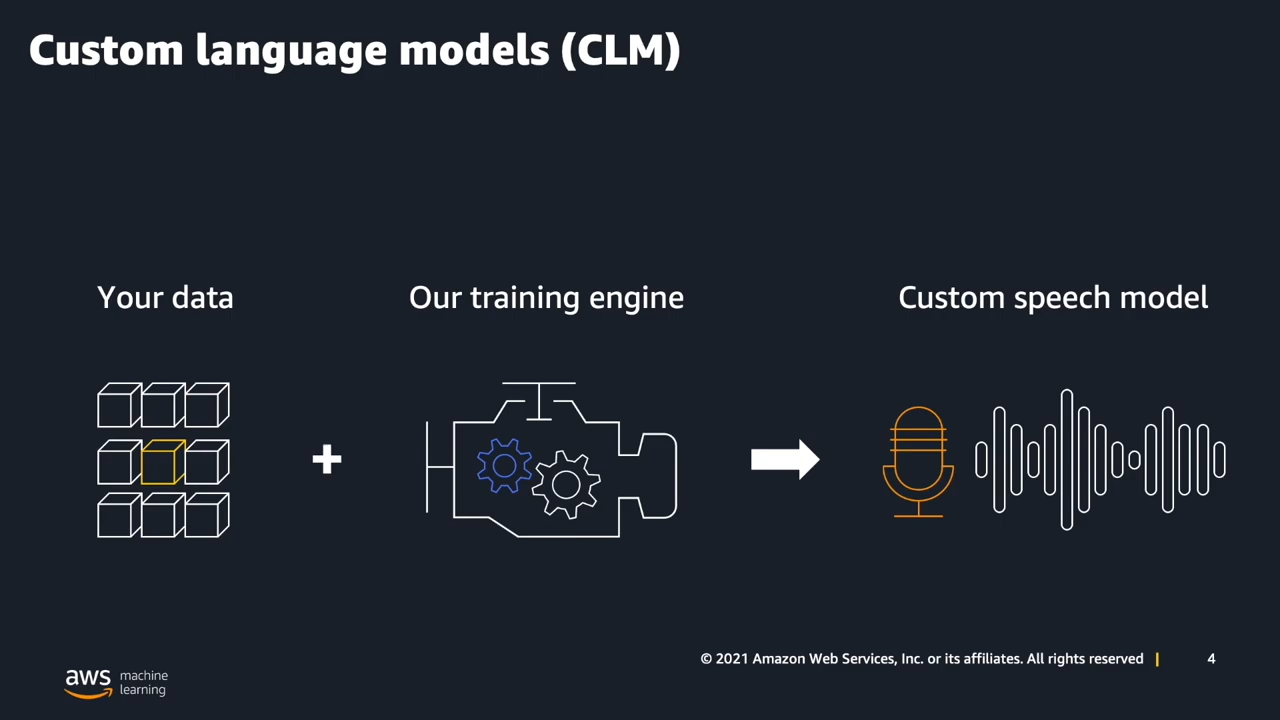 Custom language models (CLM)
Your data
Our training engine
Custom speech model
+
© 2021 Amazon Web Services, Inc. or its affiliates. All rights reserved |
4
aws
machine
learning